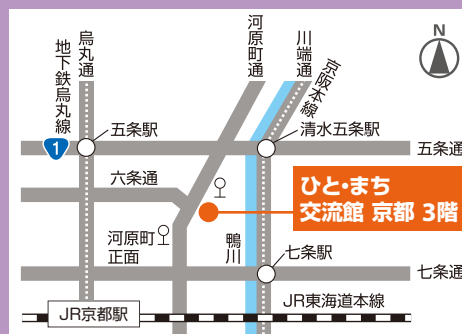 N
烏丸通
地下鉄烏丸線
河原町通
川端通
京阪本線
1
五条駅
清水五条駅
五条通
六条通
ひと・まち
交流館 京都 3階
河原町
正面
鴨川
七条駅
七条通
JR東海道本線
JR京都駅